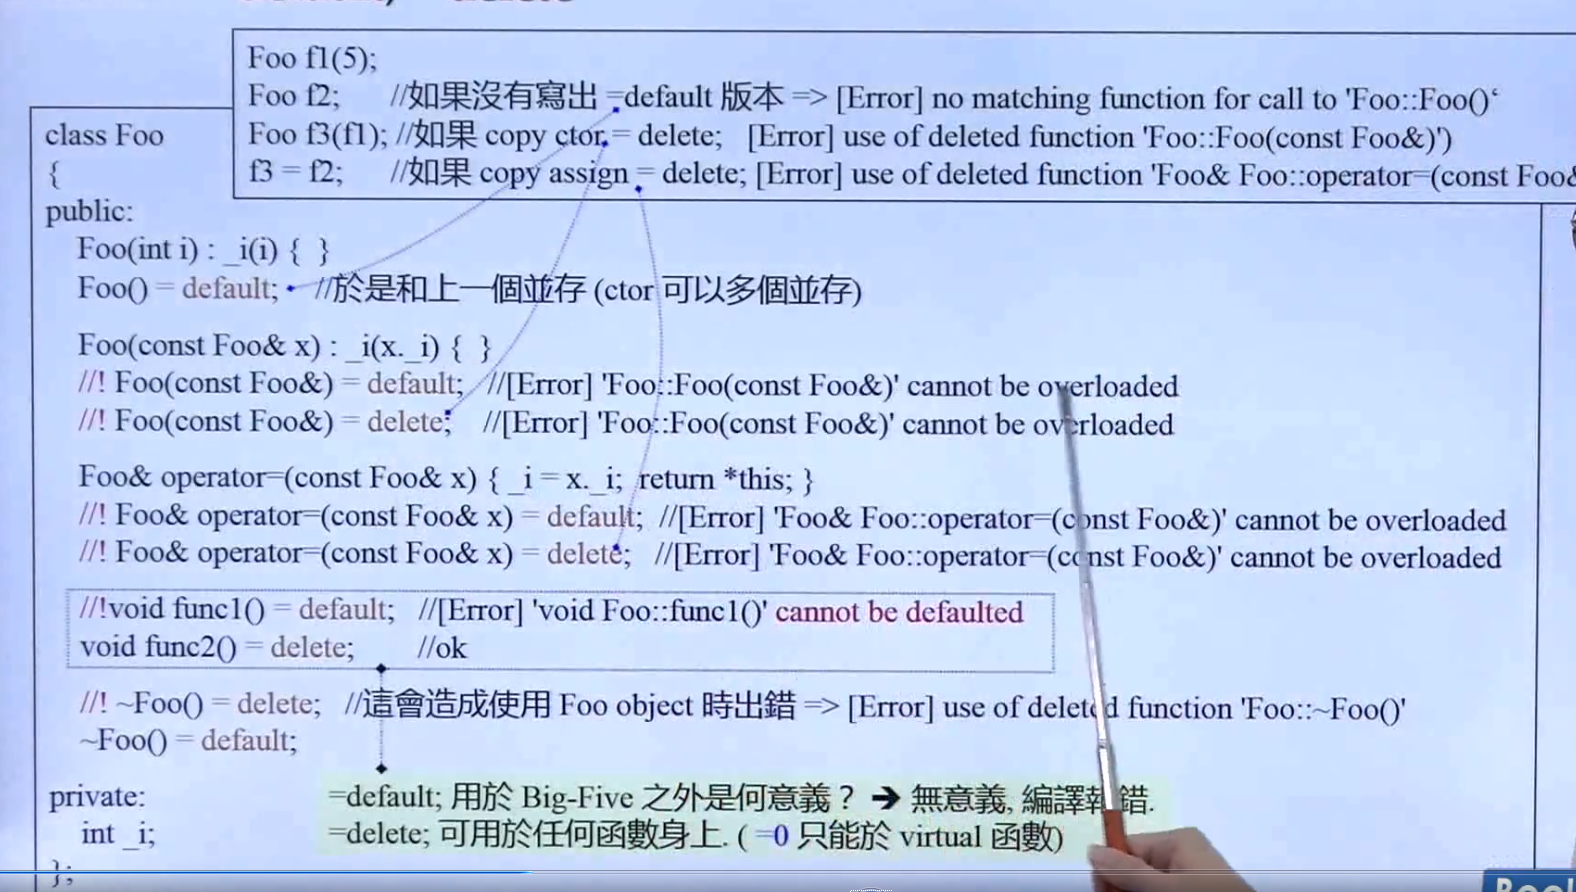 Foo f1(5);
Foo f2; //如果沒有寫出 =default 版本 => [Error] no matching function for call to 'Foo::Foo()‘
Foo f3(f1); //如果 copy ctor = delete; [Error] use of deleted function 'Foo::Foo(const Foo&)')
f3 = f2; //如果 copy assign = delete; [Error] use of deleted function 'Foo& Foo::operator=(const Foo&
class Foo
{
public:
Foo(int i) : _i(i) { }
Foo() = default; //於是和上一個並存 (ctor 可以多個並存)
Foo(const Foo& x) : _i(x._i) { }
//! Foo(const Foo&) = default; //[Error] 'Foo::Foo(const Foo&)' cannot be overloaded
//! Foo(const Foo&) = delete; //[Error] 'Foo::Foo(const Foo&)' cannot be overloaded
Foo& operator=(const Foo& x) { _i = x._i; return *this; }
//! Foo& operator=(const Foo& x) = default; //[Error] 'Foo& Foo::operator=(const Foo&)' cannot be overloaded
//! Foo& operator=(const Foo& x) = delete; //[Error] 'Foo& Foo::operator=(const Foo&)' cannot be overloaded
//!void func1() = default; //[Error] 'void Foo::func1()' cannot be defaulted
void func2() = delete; //ok
//! ~Foo() = delete; //這會造成使用 Foo object 時出錯 => [Error] use of deleted function 'Foo::~Foo()'
~Foo() = default;
private:
int _i;
};
=default; 用於 Big-Five 之外是何意義？ ➔ 無意義, 編譯報錯.
=delete; 可用於任何函數身上. ( =0 只能於 virtual 函數)